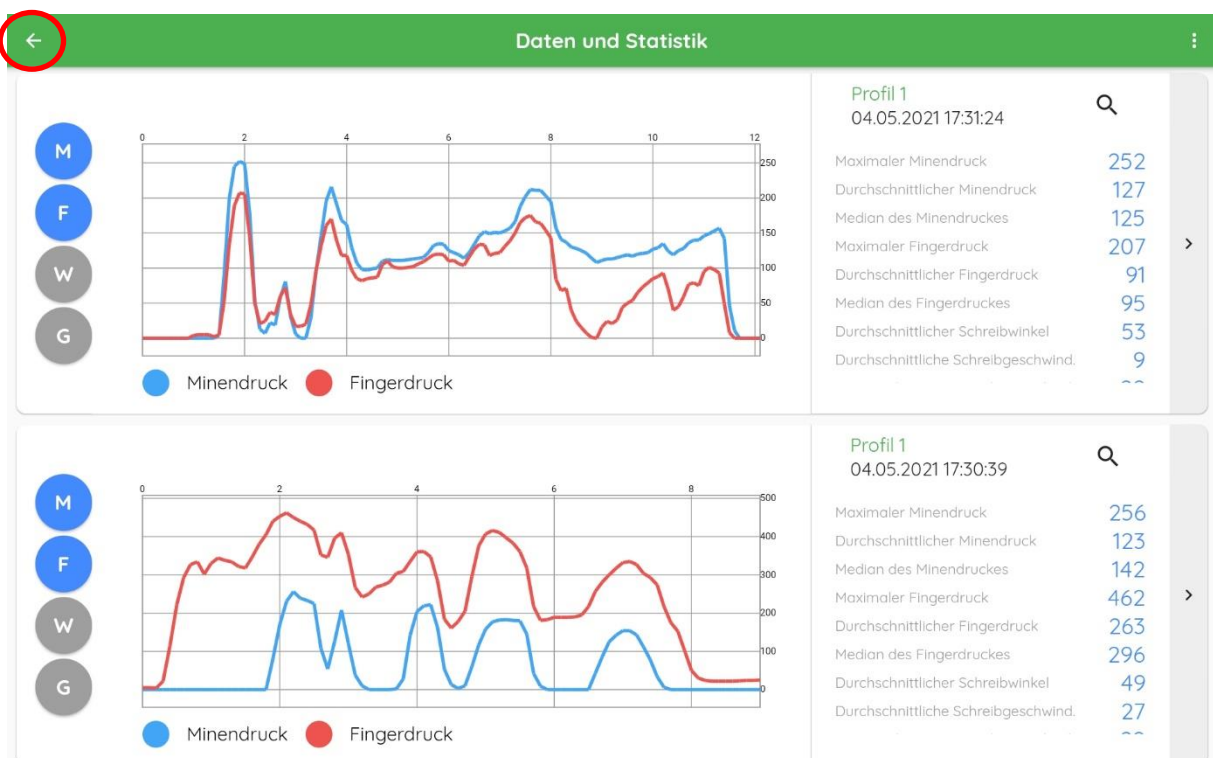 Daten und Statistik
Profil 1
04.05.2021 17:31:24
M
F
W
G
0 2 4 6 8 10 12
250
200
150
100
50
0
Minendruck Fingerdruck
Maximaler Minendruck 252
Durchschnittlicher Minendruck 127
Median des Minendruckes 125
Maximaler Fingerdruck 207
Durchschnittlicher Fingerdruck 91
Median des Fingerdruckes 95
Durchschnittlicher Schreibwinkel 53
Durchschnittliche Schreibgeschwind. 9
Profil 1
04.05.2021 17:30:39
M
F
W
G
0 2 4 6 8
500
400
300
200
100
0
Minendruck Fingerdruck
Maximaler Minendruck 256
Durchschnittlicher Minendruck 123
Median des Minendruckes 142
Maximaler Fingerdruck 462
Durchschnittlicher Fingerdruck 263
Median des Fingerdruckes 296
Durchschnittlicher Schreibwinkel 49
Durchschnittliche Schreibgeschwind. 27